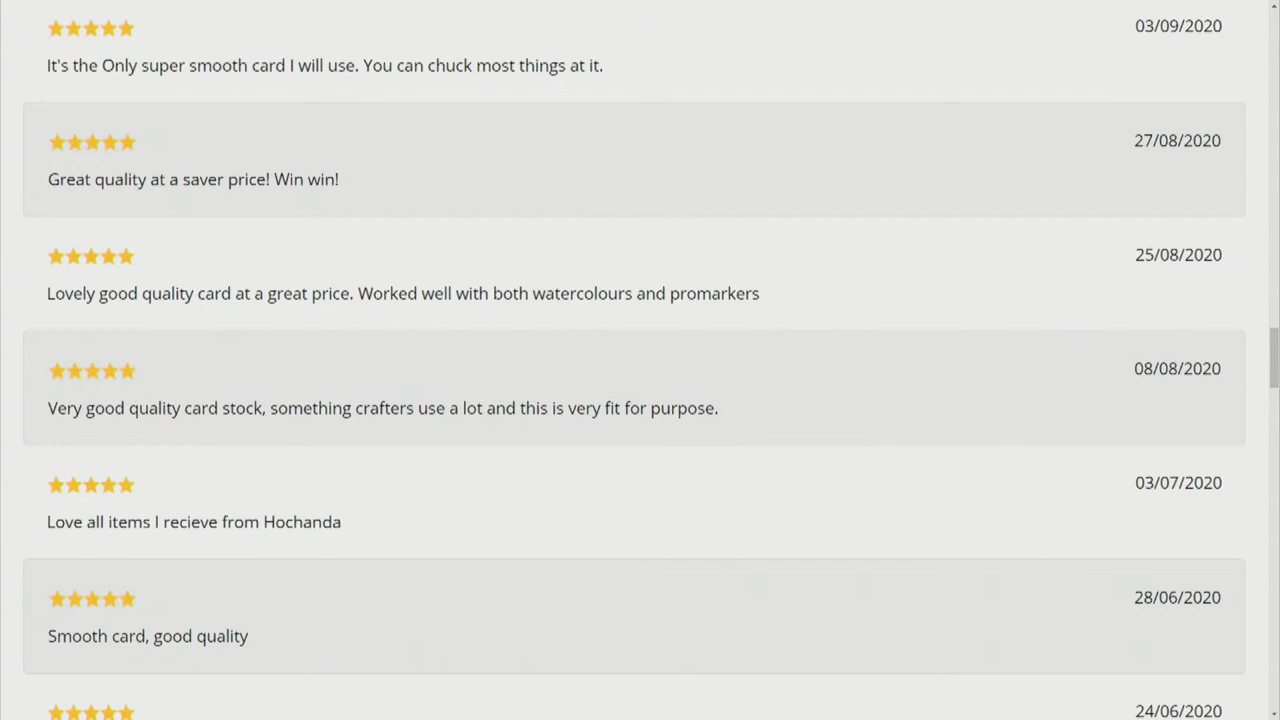 03/09/2020
It's the Only super smooth card I will use. You can chuck most things at it.
27/08/2020
Great quality at a saver price! Win win!
25/08/2020
Lovely good quality card at a great price. Worked well with both watercolours and promarkers
08/08/2020
Very good quality card stock, something crafters use a lot and this is very fit for purpose.
03/07/2020
Love all items I recieve from Hochanda
28/06/2020
Smooth card, good quality
24/06/2020